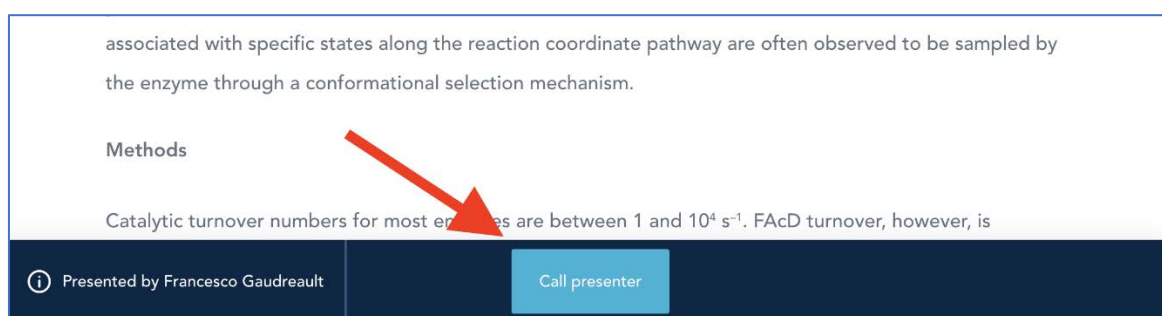 associated with specific states along the reaction coordinate pathway are often observed to be sampled by
the enzyme through a conformational selection mechanism.
Methods
Catalytic turnover numbers for most enzymes are between 1 and 10⁴ s⁻¹. FAcD turnover, however, is
Presented by Francesco Gaudreault
Call presenter